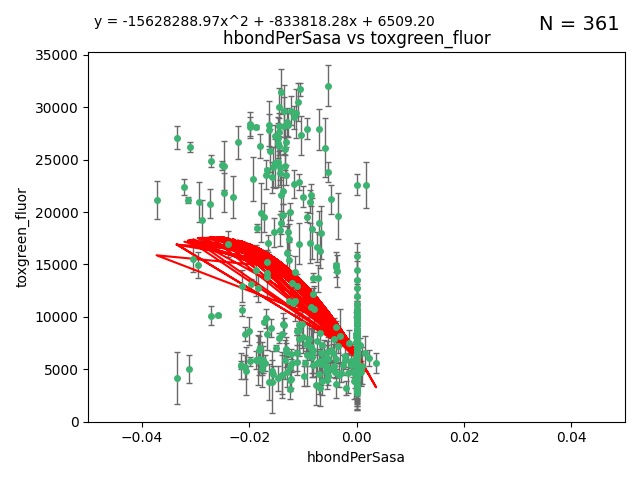 y = -15628288.97x^2 + -833818.28x + 6509.20
N = 361
hbondPerSasa vs toxgreen_fluor
35000
30000
25000
20000
15000
10000
5000
0
toxgreen_fluor
−0.04
−0.02
0.00
0.02
0.04
hbondPerSasa